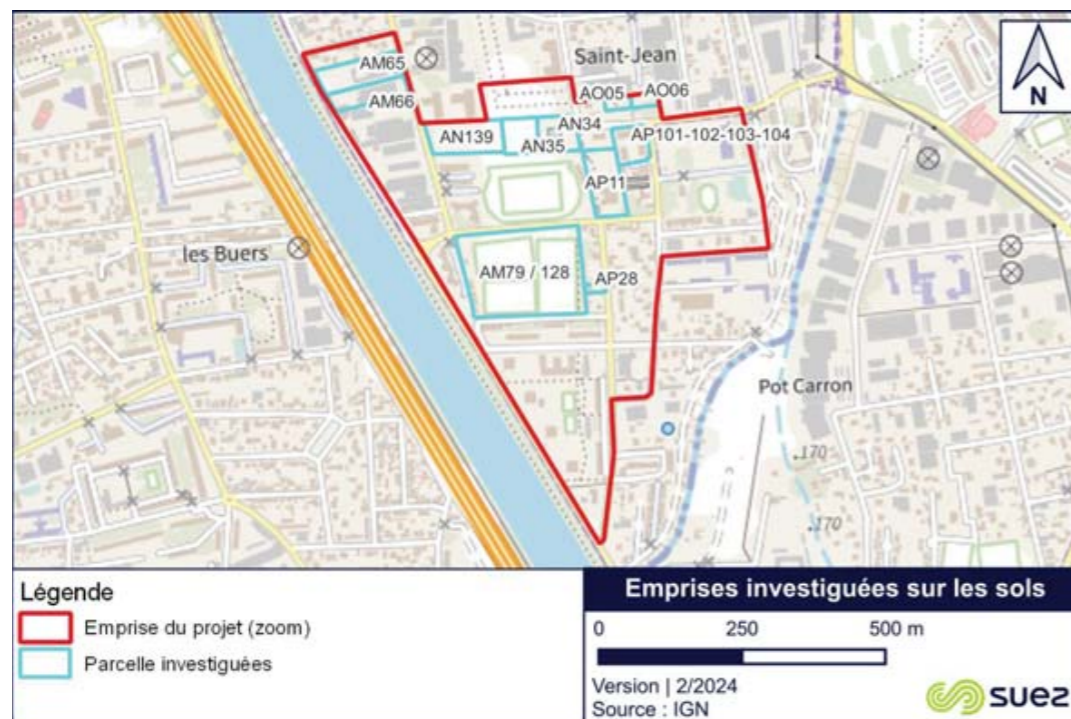 Saint-Jean
N
AM65
AM66
AO05
AO06
AN139
AN34
AN35
AP101-102-103-104
AP11
les Buers
AM79 / 128
AP28
Pot Carron
170
170
Légende
Emprise du projet (zoom)
Parcelle investiguées
Emprises investiguées sur les sols
0 250 500 m
Version | 2/2024
Source : IGN
suez